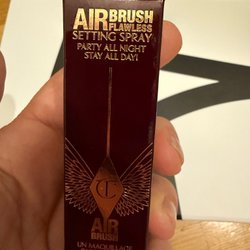 AIRBRUSH
FLAWLESS
SETTING SPRAY
PARTY ALL NIGHT
STAY ALL DAY!
CT
AIR
BRUSH
UN MAQUILLAGE